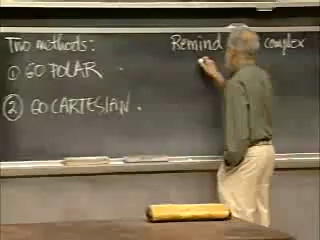 Two methods:
Remind complex
① GO POLAR
② GO CARTESIAN.